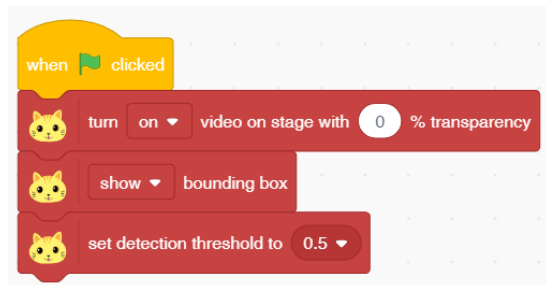 when clicked
turn on video on stage with 0 % transparency
show bounding box
set detection threshold to 0.5